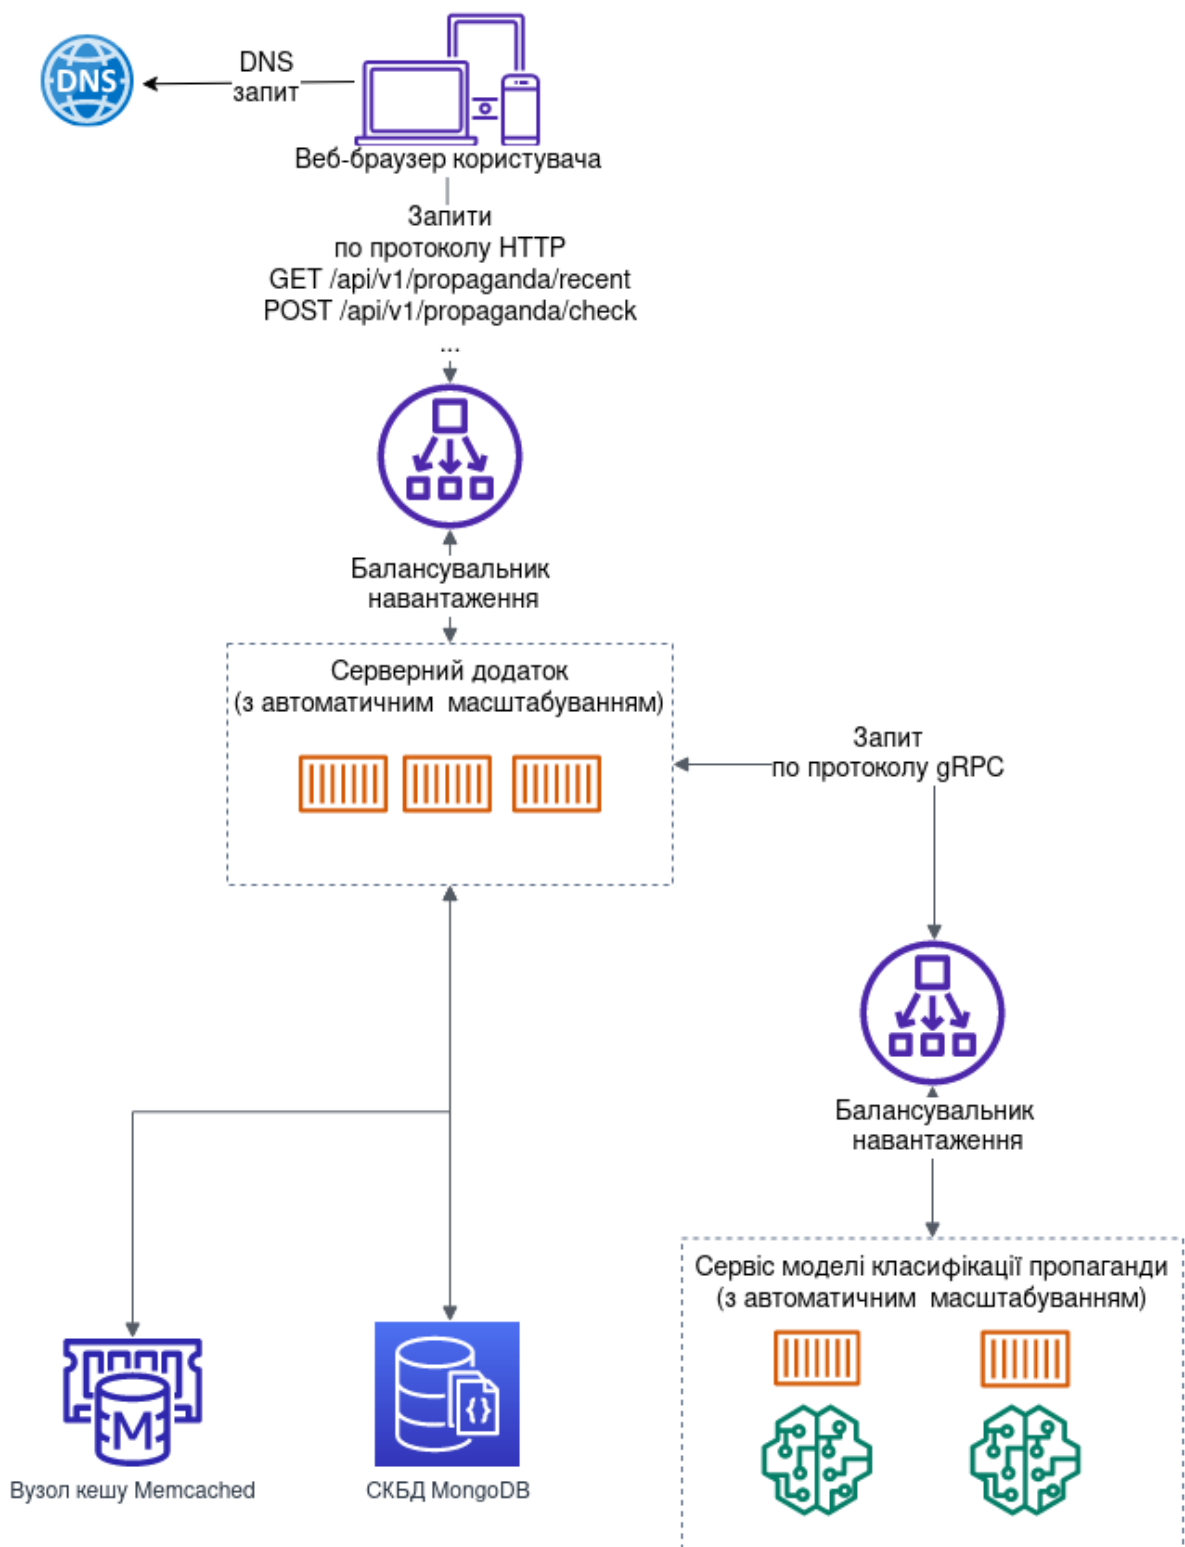 DNS
DNS
запит
Веб-браузер користувача
Запити
по протоколу HTTP
GET /api/v1/propaganda/recent
POST /api/v1/propaganda/check
...
Балансувальник
навантаження
Серверний додаток
(з автоматичним  масштабуванням)
Запит
по протоколу gRPC
Балансувальник
навантаження
Сервіс моделі класифікації пропаганди
(з автоматичним  масштабуванням)
M
{}
Вузол кешу Memcached
СКБД MongoDB